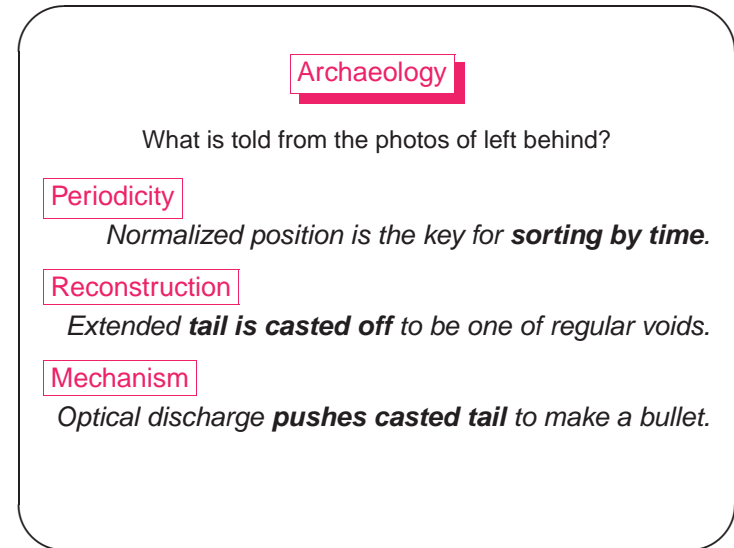 Archaeology
What is told from the photos of left behind?
Periodicity
Normalized position is the key for sorting by time.
Reconstruction
Extended tail is casted off to be one of regular voids.
Mechanism
Optical discharge pushes casted tail to make a bullet.